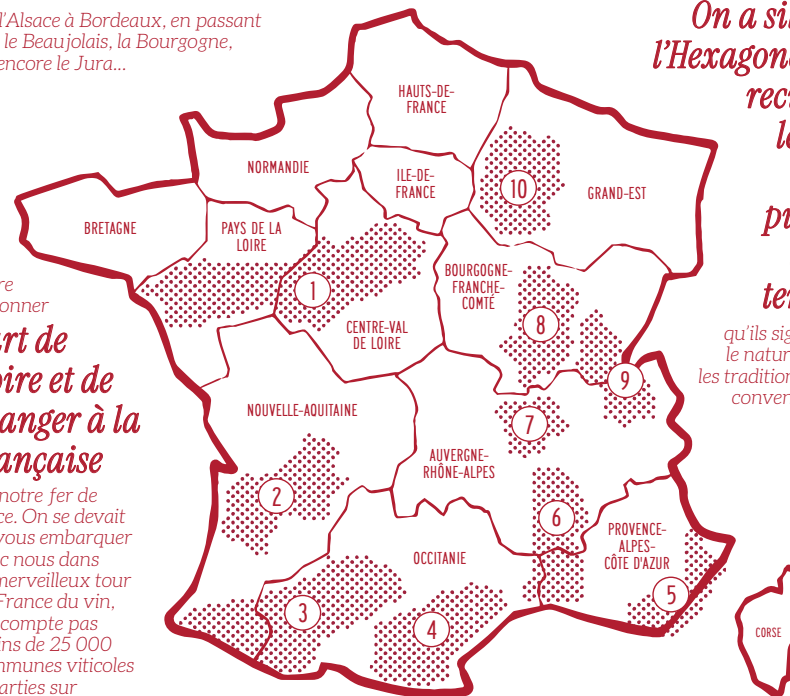 l'Alsace à Bordeaux, en passant
le Beaujolais, la Bourgogne,
encore le Jura...
onner
art de
oire et de
anger à la
ançaise
notre fer de
ce. On se devait
vous embarquer
c nous dans
merveilleux tour
France du vin,
compte pas
ins de 25 000
mmunes viticoles
arties sur
On a si
l'Hexagone
rec
le
pu
ter
qu'ils sig
le natur
les tradition
conver
HAUTS-DE-
FRANCE
NORMANDIE
ILE-DE-
FRANCE
10
GRAND-EST
BRETAGNE
PAYS DE LA
LOIRE
1
CENTRE-VAL
DE LOIRE
BOURGOGNE-
FRANCHE-
COMTÉ
8
9
NOUVELLE-AQUITAINE
7
AUVERGNE-
RHÔNE-ALPES
2
6
PROVENCE-
ALPES-
CÔTE D'AZUR
OCCITANIE
5
3
4
CORSE